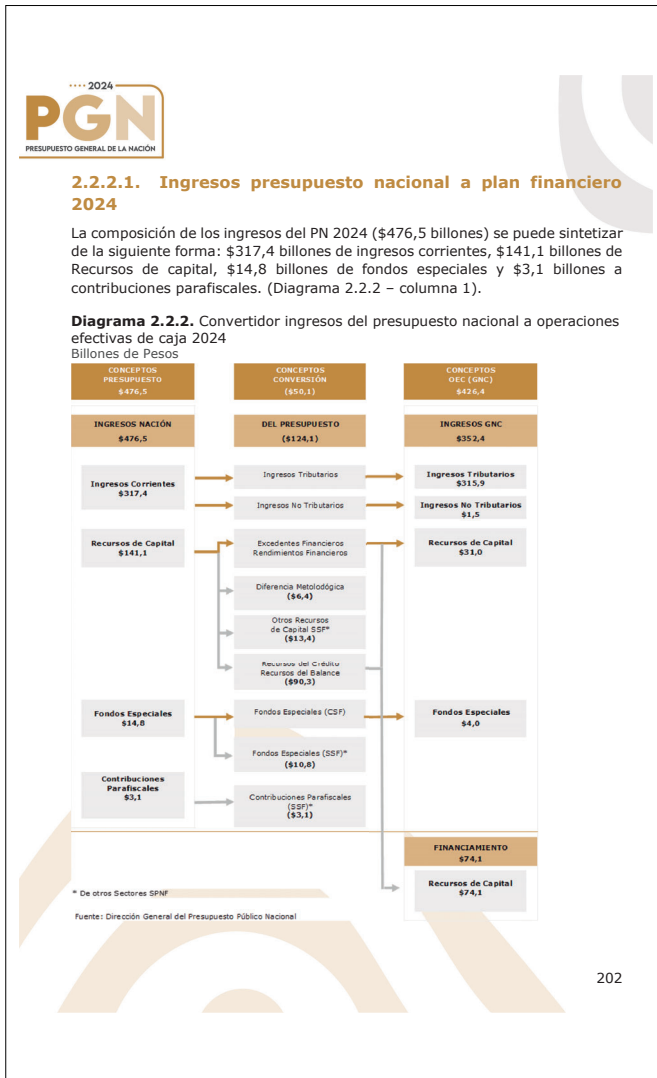 2024
PGN
PRESUPUESTO GENERAL DE LA NACIÓN
2.2.2.1. Ingresos presupuesto nacional a plan financiero
2024
La composición de los ingresos del PN 2024 ($476,5 billones) se puede sintetizar
de la siguiente forma: $317,4 billones de ingresos corrientes, $141,1 billones de
Recursos de capital, $14,8 billones de fondos especiales y $3,1 billones a
contribuciones parafiscales. (Diagrama 2.2.2 – columna 1).
Diagrama 2.2.2. Convertidor ingresos del presupuesto nacional a operaciones
efectivas de caja 2024
Billones de Pesos
CONCEPTOS
PRESUPUESTO
$476,5
CONCEPTOS
CONVERSIÓN
($50,1)
CONCEPTOS
OEC (GNC)
$426,4
INGRESOS NACIÓN
$476,5
DEL PRESUPUESTO
($124,1)
INGRESOS GNC
$352,4
Ingresos Corrientes
$317,4
Ingresos Tributarios
Ingresos Tributarios
$315,9
Ingresos No Tributarios
Ingresos No Tributarios
$1,5
Recursos de Capital
$141,1
Excedentes Financieros
Rendimientos Financieros
Recursos de Capital
$31,0
Diferencia Metolodógica
($6,4)
Otros Recursos
de Capital SSF*
($13,4)
Recursos del Crédito
Recursos del Balance
($90,3)
Fondos Especiales
$14,8
Fondos Especiales (CSF)
Fondos Especiales
$4,0
Fondos Especiales (SSF)*
($10,8)
Contribuciones
Parafiscales
$3,1
Contribuciones Parafiscales
(SSF)*
($3,1)
FINANCIAMIENTO
$74,1
Recursos de Capital
$74,1
* De otros Sectores SPNF
Fuente: Dirección General del Presupuesto Público Nacional
202